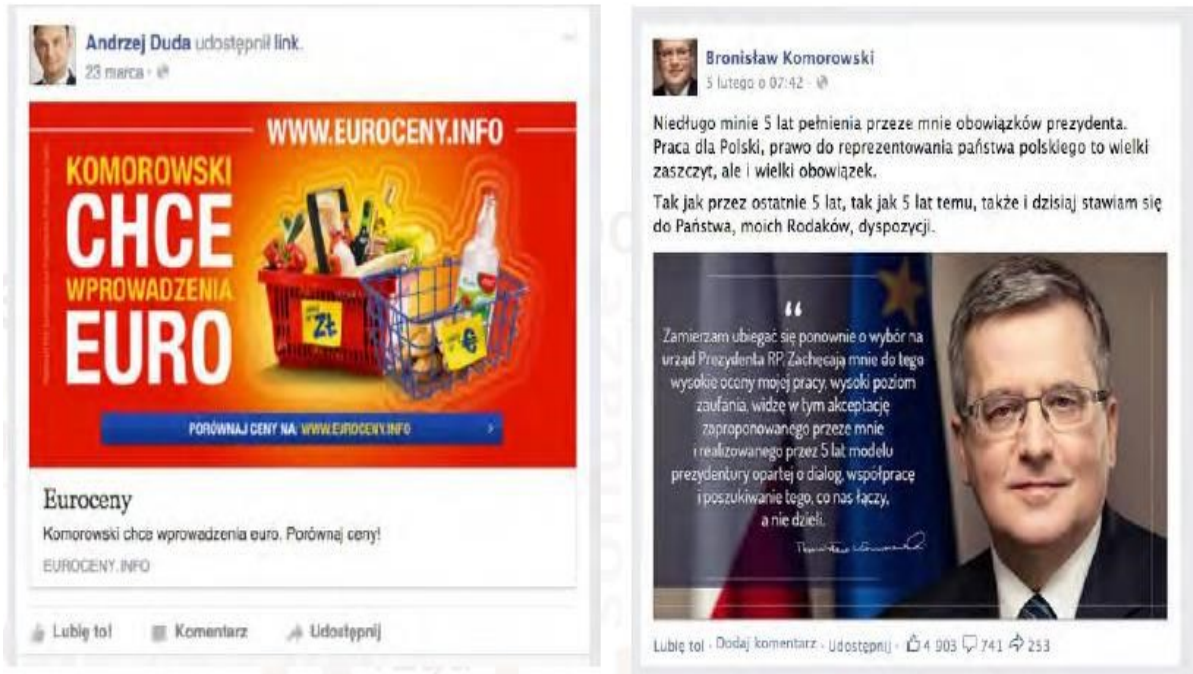 Andrzej Duda udostępnił link.
23 marca
WWW.EUROCENY.INFO
KOMOROWSKI
CHCE
WPROWADZENIA
EURO
ZŁ
€
PORÓWNAJ CENY NA: WWW.EUROCENY.INFO
Euroceny
Komorowski chce wprowadzenia euro. Porównaj ceny!
EUROCENY.INFO
Lubię to! Komentarz Udostępnij
Bronisław Komorowski
5 lutego o 07:42
Niedługo minie 5 lat pełnienia przeze mnie obowiązków prezydenta.
Praca dla Polski, prawo do reprezentowania państwa polskiego to wielki
zaszczyt, ale i wielki obowiązek.
Tak jak przez ostatnie 5 lat, tak jak 5 lat temu, także i dzisiaj stawiam się
do Państwa, moich Rodaków, dyspozycji.
“
Zamierzam ubiegać się ponownie o wybór na
urząd Prezydenta RP. Zachęcają mnie do tego
wysokie oceny mojej pracy, wysoki poziom
zaufania, widzę w tym akceptację
zaproponowanego przeze mnie
i realizowanego przez 5 lat modelu
prezydentury opartej o dialog, współpracę
i poszukiwanie tego, co nas łączy,
a nie dzieli.
Lubię to! · Dodaj komentarz · Udostępnij · 4 903 741 253